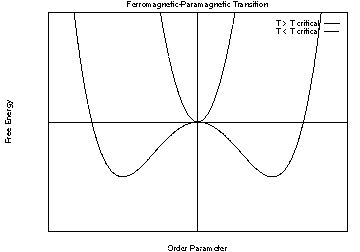 Ferromagnetic-Paramagnetic Transition
T > T critical
T < T critical
Free Energy
Order Parameter